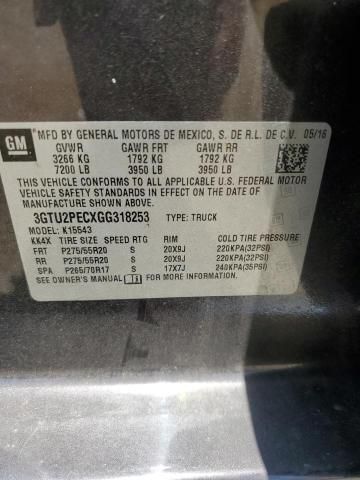 GM
MFD BY GENERAL MOTORS DE MEXICO, S. DE R.L. DE C.V. 05/16
GVWR GAWR FRT GAWR RR
3266 KG 1792 KG 1792 KG
7200 LB 3950 LB 3950 LB
THIS VEHICLE CONFORMS TO ALL APPLICABLE U.S. FEDERAL MOTOR
VEHICLE SAFETY STANDARDS IN EFFECT ON THE DATE OF
MANUFACTURE SHOWN ABOVE.
3GTU2PECXGG318253 TYPE: TRUCK
MODEL: K15543
KK4X TIRE SIZE SPEED RTG RIM COLD TIRE PRESSURE
FRT P275/55R20 S 20X9J 220KPA(32PSI)
RR P275/55R20 S 20X9J 220KPA(32PSI)
SPA P265/70R17 S 17X7J 240KPA(35PSI)
SEE OWNER'S MANUAL FOR MORE INFORMATION.